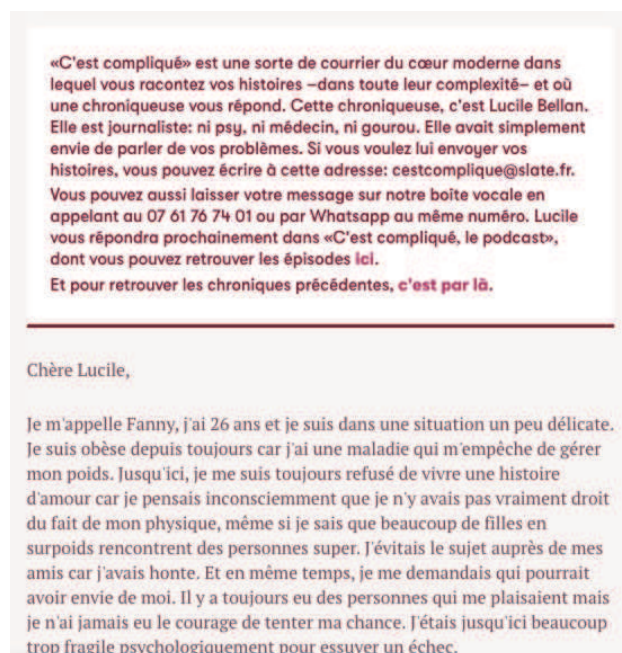 «C'est compliqué» est une sorte de courrier du cœur moderne dans
lequel vous racontez vos histoires –dans toute leur complexité– et où
une chroniqueuse vous répond. Cette chroniqueuse, c'est Lucile Bellan.
Elle est journaliste: ni psy, ni médecin, ni gourou. Elle avait simplement
envie de parler de vos problèmes. Si vous voulez lui envoyer vos
histoires, vous pouvez écrire à cette adresse: cestcomplique@slate.fr.
Vous pouvez aussi laisser votre message sur notre boîte vocale en
appelant au 07 61 76 74 01 ou par Whatsapp au même numéro. Lucile
vous répondra prochainement dans «C'est compliqué, le podcast»,
dont vous pouvez retrouver les épisodes ici.
Et pour retrouver les chroniques précédentes, c'est par là.
Chère Lucile,
Je m'appelle Fanny, j'ai 26 ans et je suis dans une situation un peu délicate.
Je suis obèse depuis toujours car j'ai une maladie qui m'empêche de gérer
mon poids. Jusqu'ici, je me suis toujours refusé de vivre une histoire
d'amour car je pensais inconsciemment que je n'y avais pas vraiment droit
du fait de mon physique, même si je sais que beaucoup de filles en
surpoids rencontrent des personnes super. J'évitais le sujet auprès de mes
amis car j'avais honte. Et en même temps, je me demandais qui pourrait
avoir envie de moi. Il y a toujours eu des personnes qui me plaisaient mais
je n'ai jamais eu le courage de tenter ma chance. J'étais jusqu'ici beaucoup
trop fragile psychologiquement pour essuyer un échec.